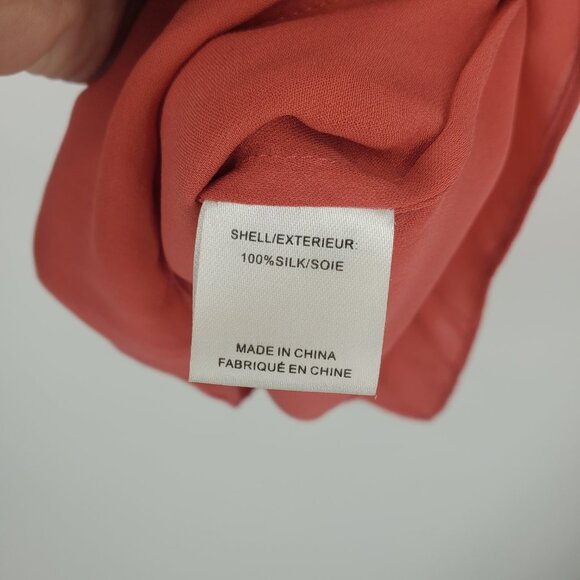 SHELL/EXTERIEUR:
100%SILK/SOIE
MADE IN CHINA
FABRIQUÉ EN CHINE